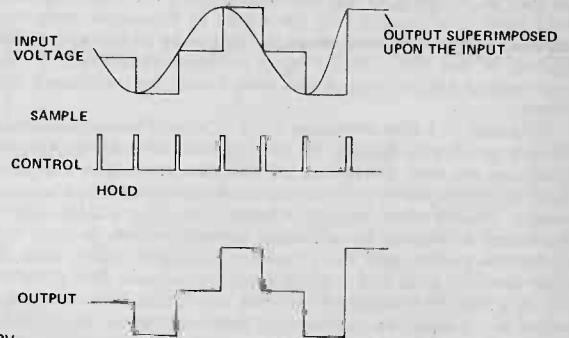 INPUT
VOLTAGE
OUTPUT SUPERIMPOSED
UPON THE INPUT
SAMPLE
CONTROL
HOLD
OUTPUT